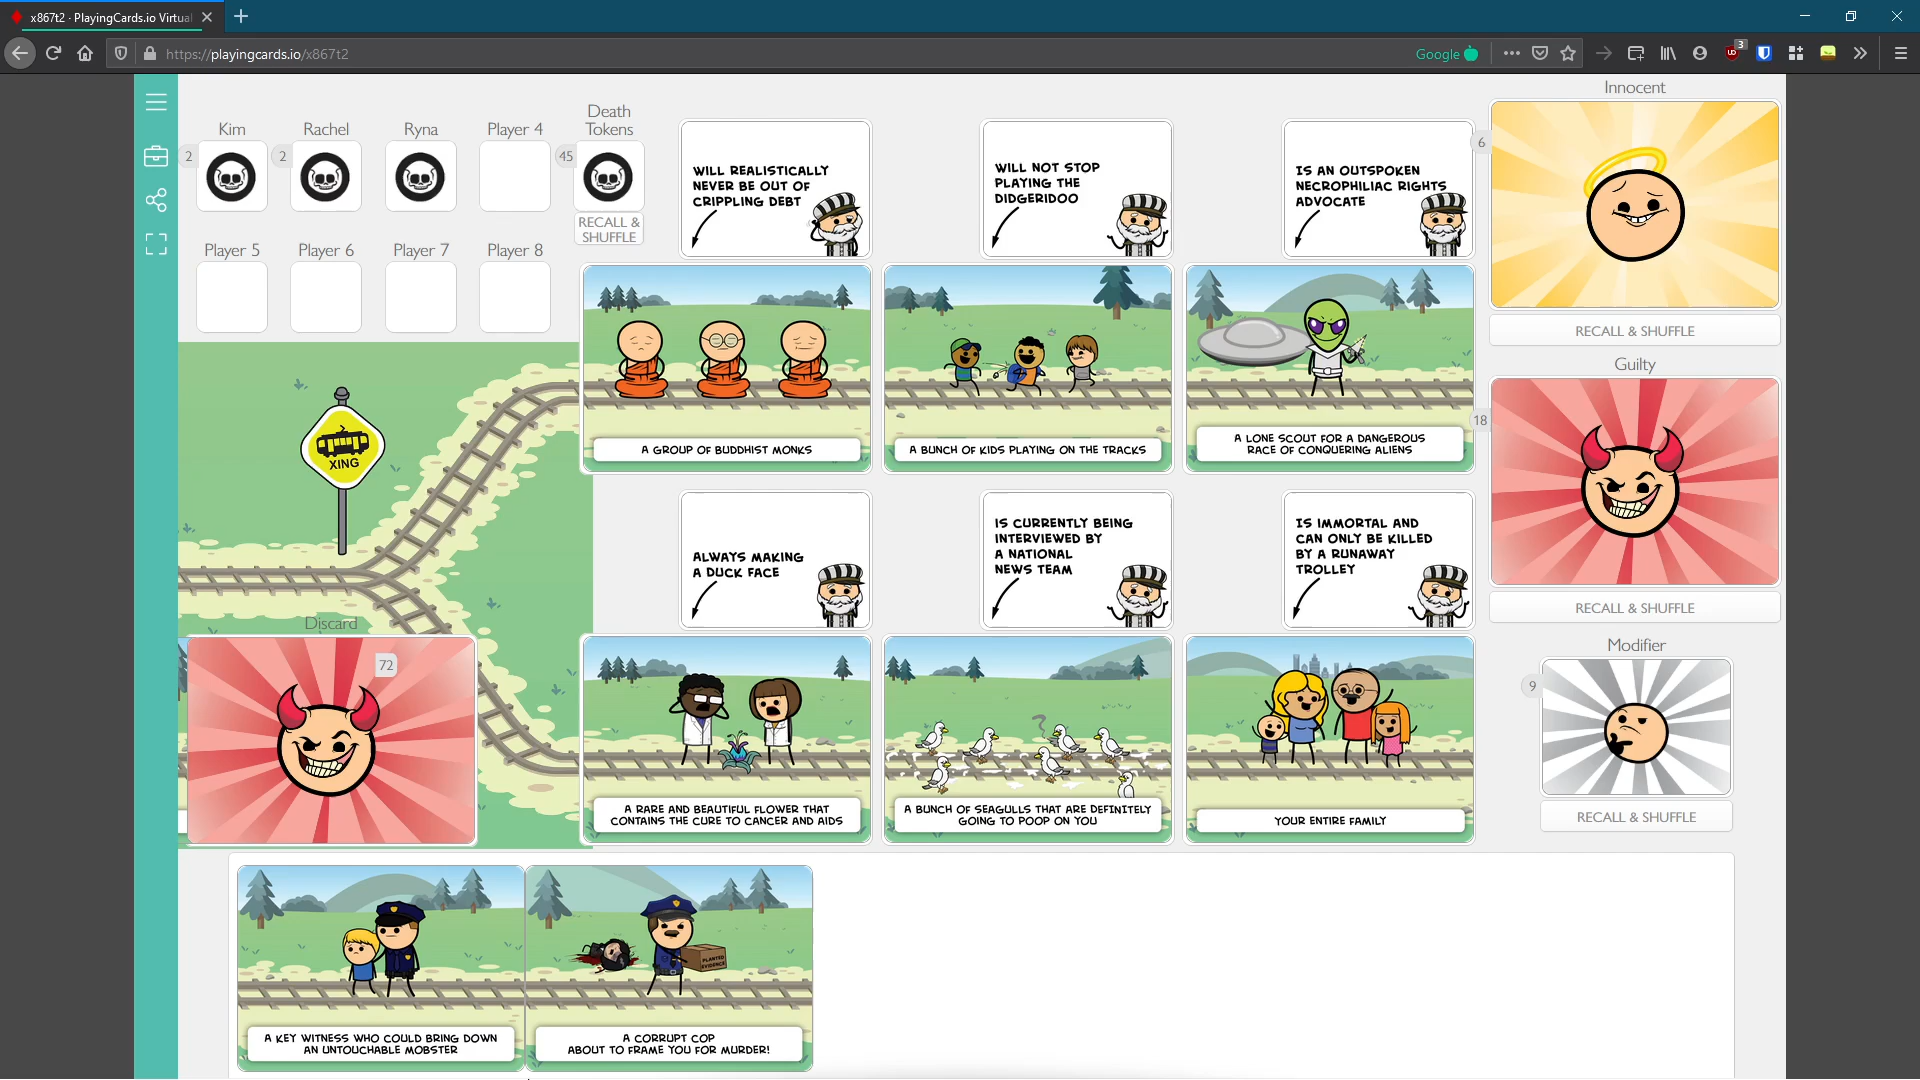 x867t2 · PlayingCards.io Virtual
https://playingcards.io/x867t2
Google
3
Kim
Rachel
Ryna
Player 4
Death
Tokens
2
2
45
RECALL &
SHUFFLE
Player 5
Player 6
Player 7
Player 8
WILL REALISTICALLY
NEVER BE OUT OF
CRIPPLING DEBT
WILL NOT STOP
PLAYING THE
DIDGERIDOO
IS AN OUTSPOKEN
NECROPHILIAC RIGHTS
ADVOCATE
Innocent
6
RECALL & SHUFFLE
A GROUP OF BUDDHIST MONKS
A BUNCH OF KIDS PLAYING ON THE TRACKS
A LONE SCOUT FOR A DANGEROUS
RACE OF CONQUERING ALIENS
Guilty
18
RECALL & SHUFFLE
XING
ALWAYS MAKING
A DUCK FACE
IS CURRENTLY BEING
INTERVIEWED BY
A NATIONAL
NEWS TEAM
IS IMMORTAL AND
CAN ONLY BE KILLED
BY A RUNAWAY
TROLLEY
Discard
72
A RARE AND BEAUTIFUL FLOWER THAT
CONTAINS THE CURE TO CANCER AND AIDS
A BUNCH OF SEAGULLS THAT ARE DEFINITELY
GOING TO POOP ON YOU
YOUR ENTIRE FAMILY
Modifier
9
RECALL & SHUFFLE
PLANTED
EVIDENCE
A KEY WITNESS WHO COULD BRING DOWN
AN UNTOUCHABLE MOBSTER
A CORRUPT COP
ABOUT TO FRAME YOU FOR MURDER!